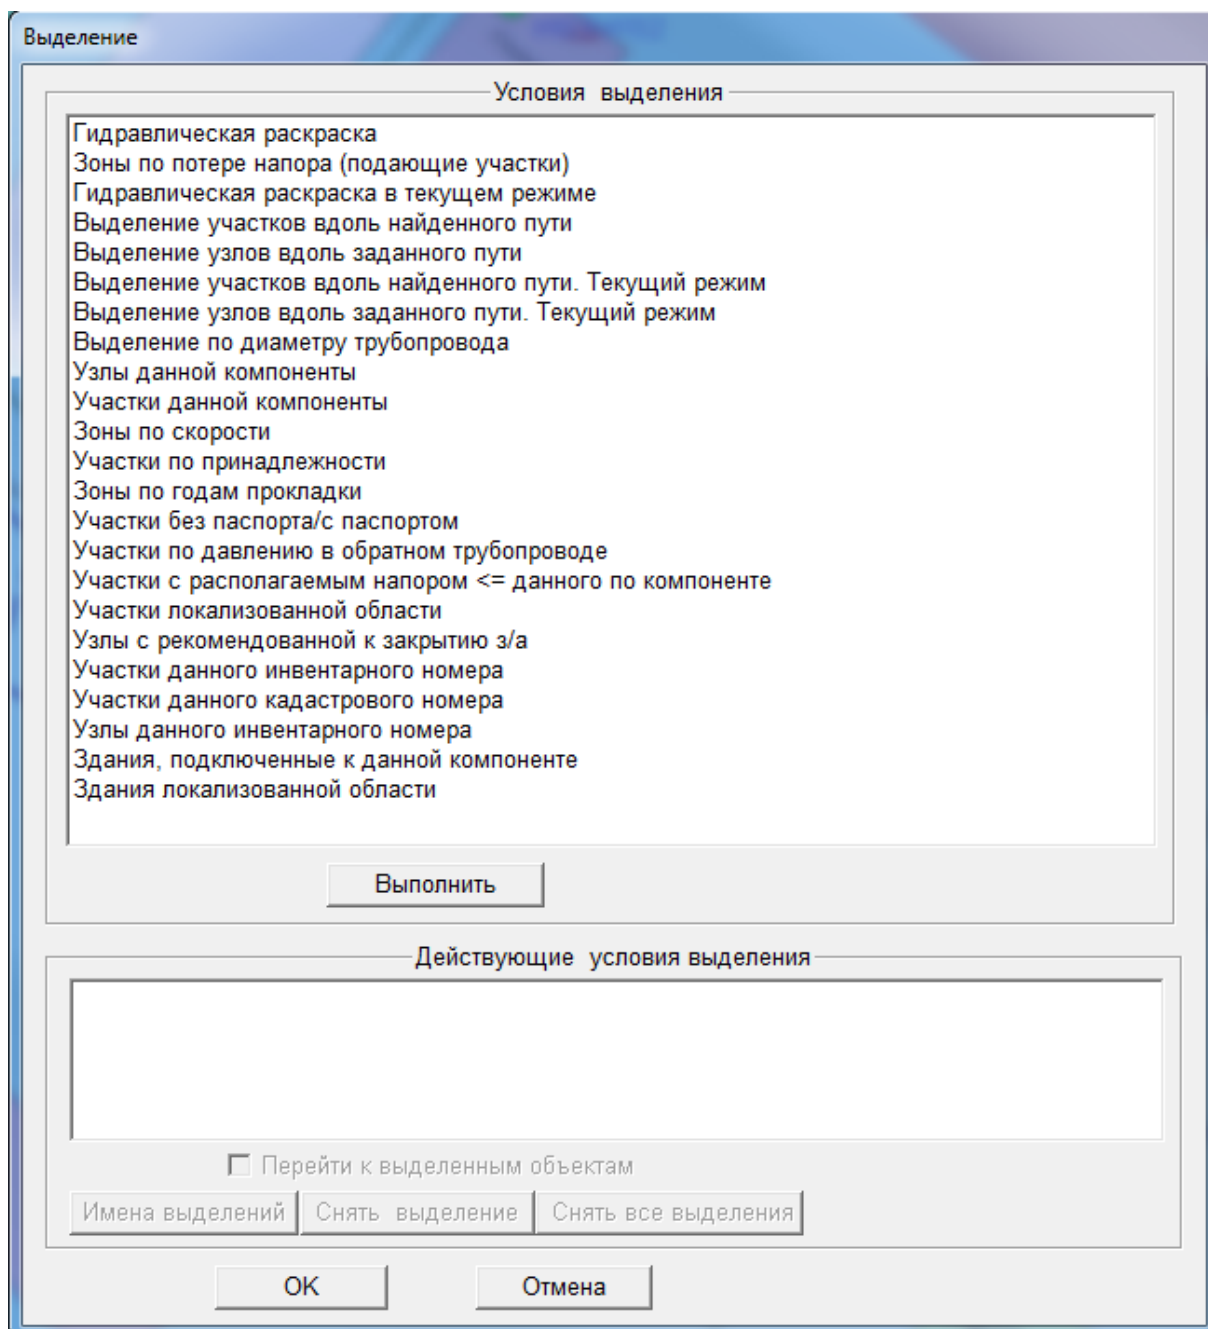 Выделение
Условия выделения
Гидравлическая раскраска
Зоны по потере напора (подающие участки)
Гидравлическая раскраска в текущем режиме
Выделение участков вдоль найденного пути
Выделение узлов вдоль заданного пути
Выделение участков вдоль найденного пути. Текущий режим
Выделение узлов вдоль заданного пути. Текущий режим
Выделение по диаметру трубопровода
Узлы данной компоненты
Участки данной компоненты
Зоны по скорости
Участки по принадлежности
Зоны по годам прокладки
Участки без паспорта/с паспортом
Участки по давлению в обратном трубопроводе
Участки с располагаемым напором <= данного по компоненте
Участки локализованной области
Узлы с рекомендованной к закрытию з/а
Участки данного инвентарного номера
Участки данного кадастрового номера
Узлы данного инвентарного номера
Здания, подключенные к данной компоненте
Здания локализованной области
Выполнить
Действующие условия выделения
Перейти к выделенным объектам
Имена выделений Снять выделение Снять все выделения
OK Отмена